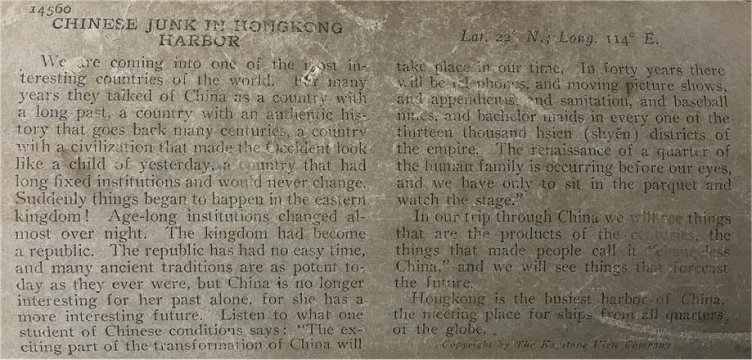 14560
CHINESE JUNK IN HONGKONG
HARBOR
We are coming into one of the most in-
teresting countries of the world. For many
years they talked of China as a country with
a long past, a country with an authentic his-
tory that goes back many centuries, a country
with a civilization that made the Occident look
like a child of yesterday, a country that had
long fixed institutions and would never change.
Suddenly things began to happen in the eastern
kingdom! Age-long institutions changed al-
most over night. The kingdom had become
a republic. The republic has had no easy time,
and many ancient traditions are as potent to-
day as they ever were, but China is no longer
interesting for her past alone, for she has a
more interesting future. Listen to what one
student of Chinese conditions says: "The ex-
citing part of the transformation of China will
Lat. 22° N.; Long. 114° E.
take place in our time. In forty years there
will be telephones, and moving picture shows,
and appendicitis, and sanitation, and baseball
nines, and bachelor maids in every one of the
thirteen thousand hsien (shyĕn) districts of
the empire. The renaissance of a quarter of
the human family is occurring before our eyes,
and we have only to sit in the parquet and
watch the stage."
In our trip through China we will see things
that are the products of the centuries, the
things that made people call it "changeless
China," and we will see things that forecast
the future.
Hongkong is the busiest harbor of China,
the meeting place for ships from all quarters
of the globe.
Copyright by The Keystone View Company